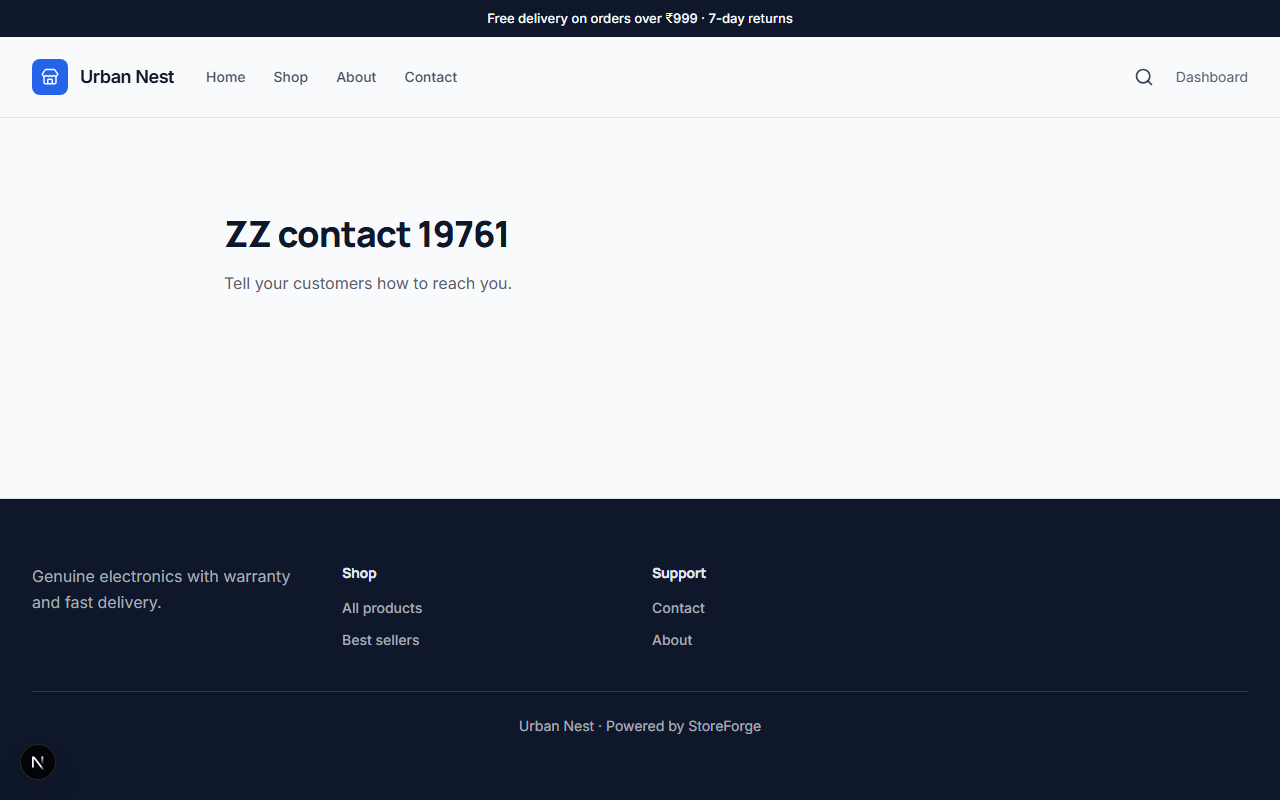 Free delivery on orders over ₹999 · 7-day returns
Urban Nest Home Shop About Contact Dashboard
ZZ contact 19761
Tell your customers how to reach you.
Genuine electronics with warranty
and fast delivery.
Shop
All products
Best sellers
Support
Contact
About
Urban Nest · Powered by StoreForge
N